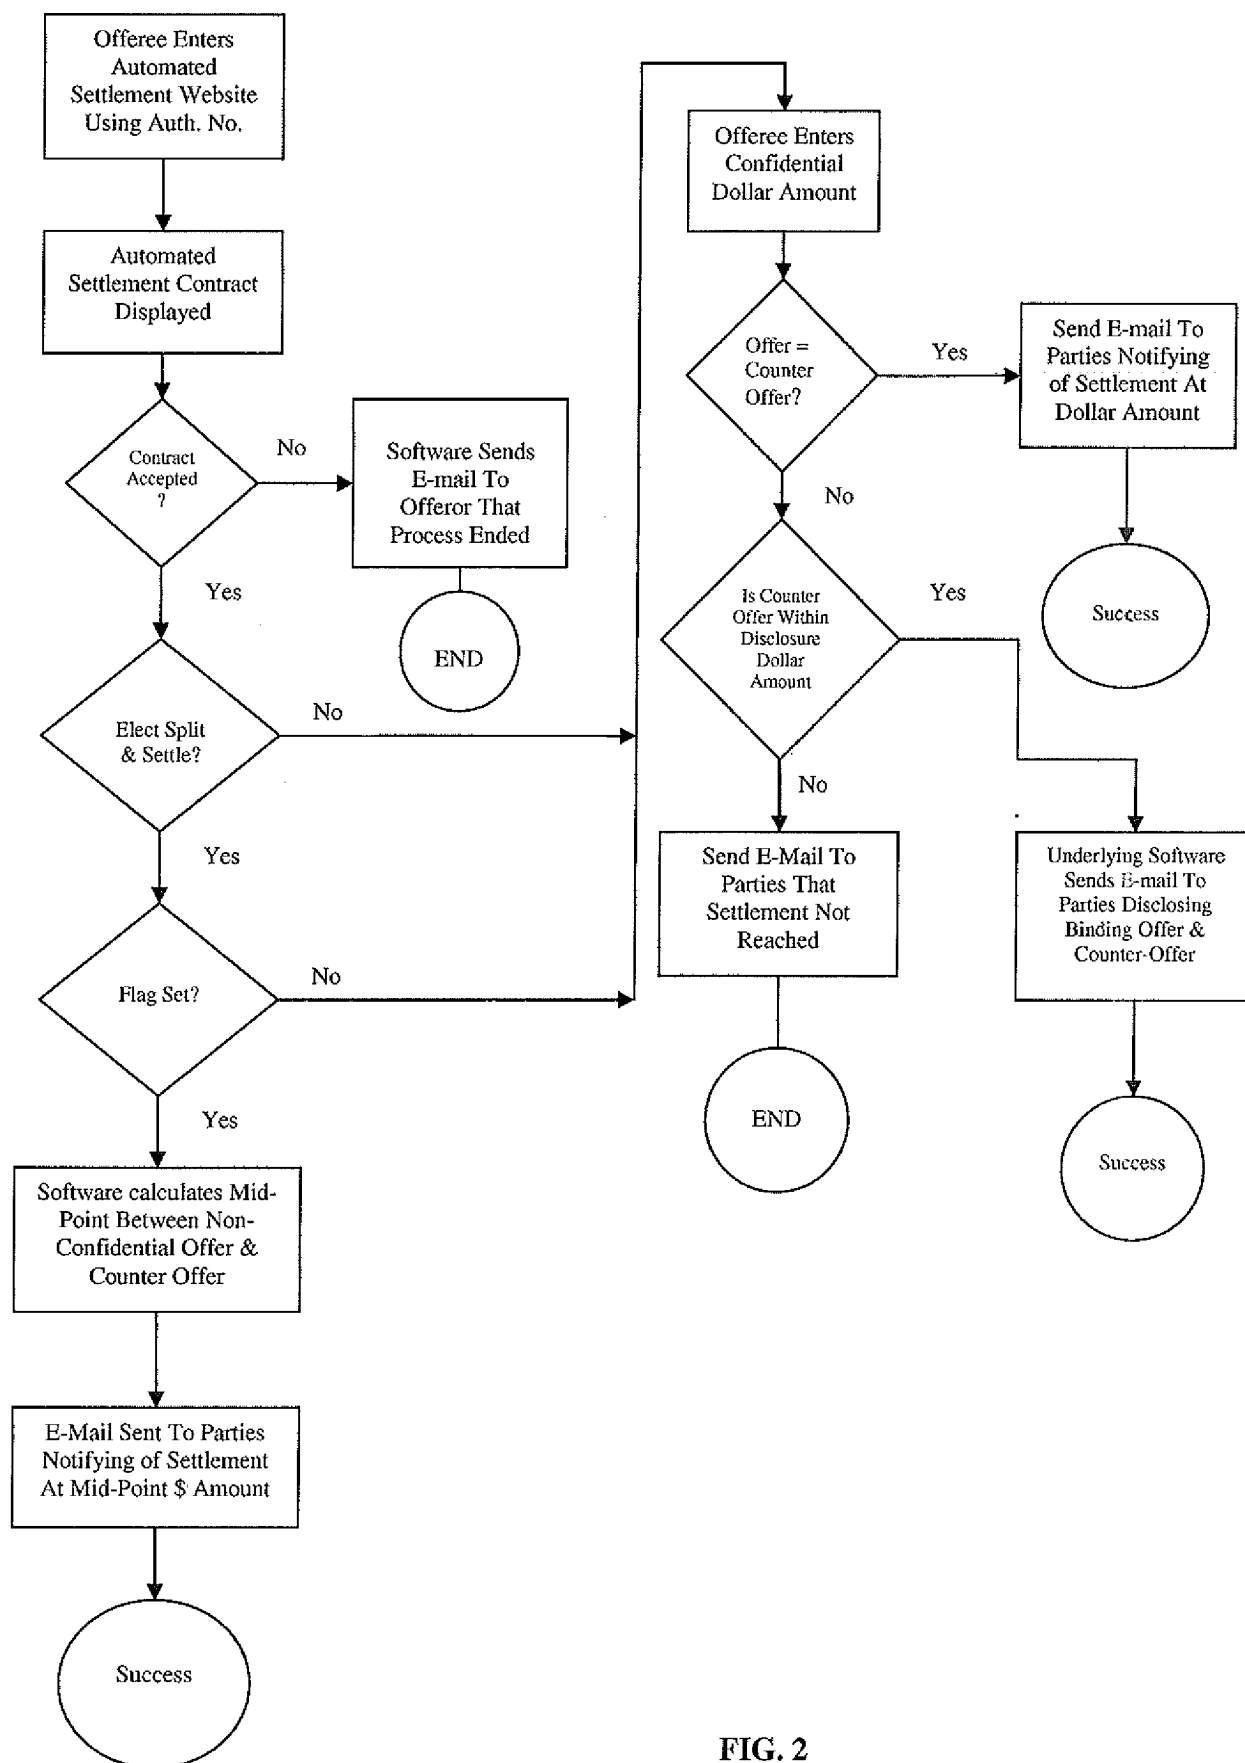 Offeree Enters
Automated
Settlement Website
Using Auth. No.
Automated
Settlement Contract
Displayed
Contract
Accepted
?
No
Software Sends
E-mail To
Offeror That
Process Ended
END
Yes
Elect Split
& Settle?
No
Yes
Flag Set?
No
Yes
Software calculates Mid-
Point Between Non-
Confidential Offer &
Counter Offer
E-Mail Sent To Parties
Notifying of Settlement
At Mid-Point $ Amount
Success
Offeree Enters
Confidential
Dollar Amount
Offer =
Counter
Offer?
Yes
Send E-mail To
Parties Notifying
of Settlement At
Dollar Amount
Success
No
Is Counter
Offer Within
Disclosure
Dollar
Amount
Yes
No
Send E-Mail To
Parties That
Settlement Not
Reached
END
Underlying Software
Sends E-mail To
Parties Disclosing
Binding Offer &
Counter-Offer
Success
FIG. 2